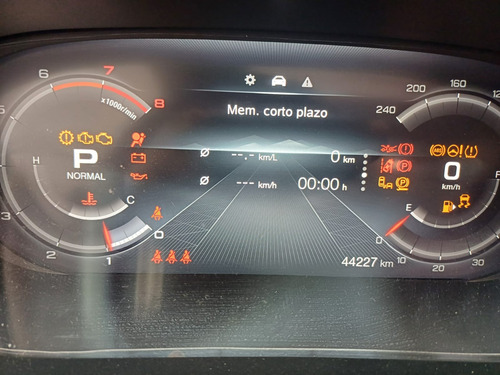 Mem. corto plazo
6
7
8
x1000r/min
5
3
2
1
0
H
C
P
NORMAL
Ø --.- km/L 0 km
Ø --- km/h 00:00 h
44227 km
240
200
160
E
F
0
km/h
0
10
20
30
ABS
P
P